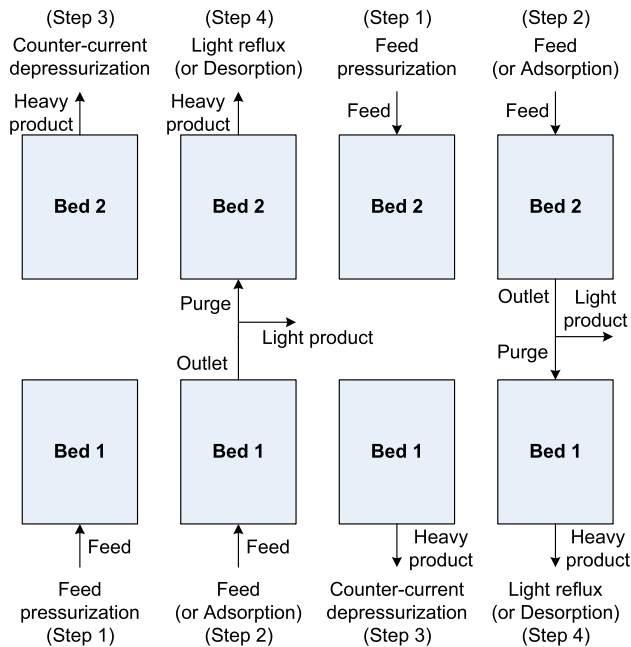 (Step 3)
Counter-current
depressurization
Heavy
product
Bed 2
Bed 1
Feed
Feed
pressurization
(Step 1)
(Step 4)
Light reflux
(or Desorption)
Heavy
product
Bed 2
Purge
Light product
Outlet
Bed 1
Feed
Feed
(or Adsorption)
(Step 2)
(Step 1)
Feed
pressurization
Feed
Bed 2
Bed 1
Heavy
product
Counter-current
depressurization
(Step 3)
(Step 2)
Feed
(or Adsorption)
Feed
Bed 2
Outlet
Light
product
Purge
Bed 1
Heavy
product
Light reflux
(or Desorption)
(Step 4)